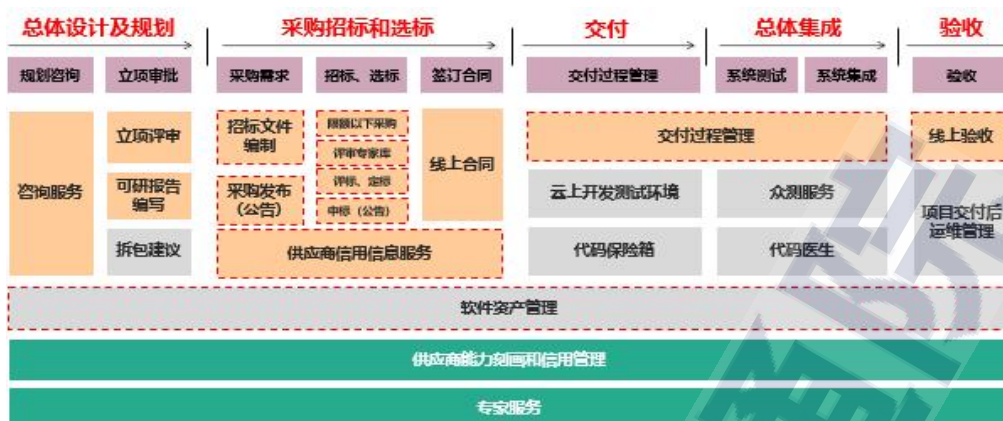 总体设计及规划
采购招标和选标
交付
总体集成
验收
规划咨询
立项审批
采购需求
招标、选标
签订合同
交付过程管理
系统测试
系统集成
验收
咨询服务
立项评审
可研报告
编写
拆包建议
招标文件
编制
采购发布
（公告）
限额以下采购
评审专家库
评标、定标
中标（公告）
线上合同
供应商信用信息服务
交付过程管理
云上开发测试环境
众测服务
代码保险箱
代码医生
线上验收
项目交付后
运维管理
软件资产管理
供应商能力刻画和信用管理
专家服务